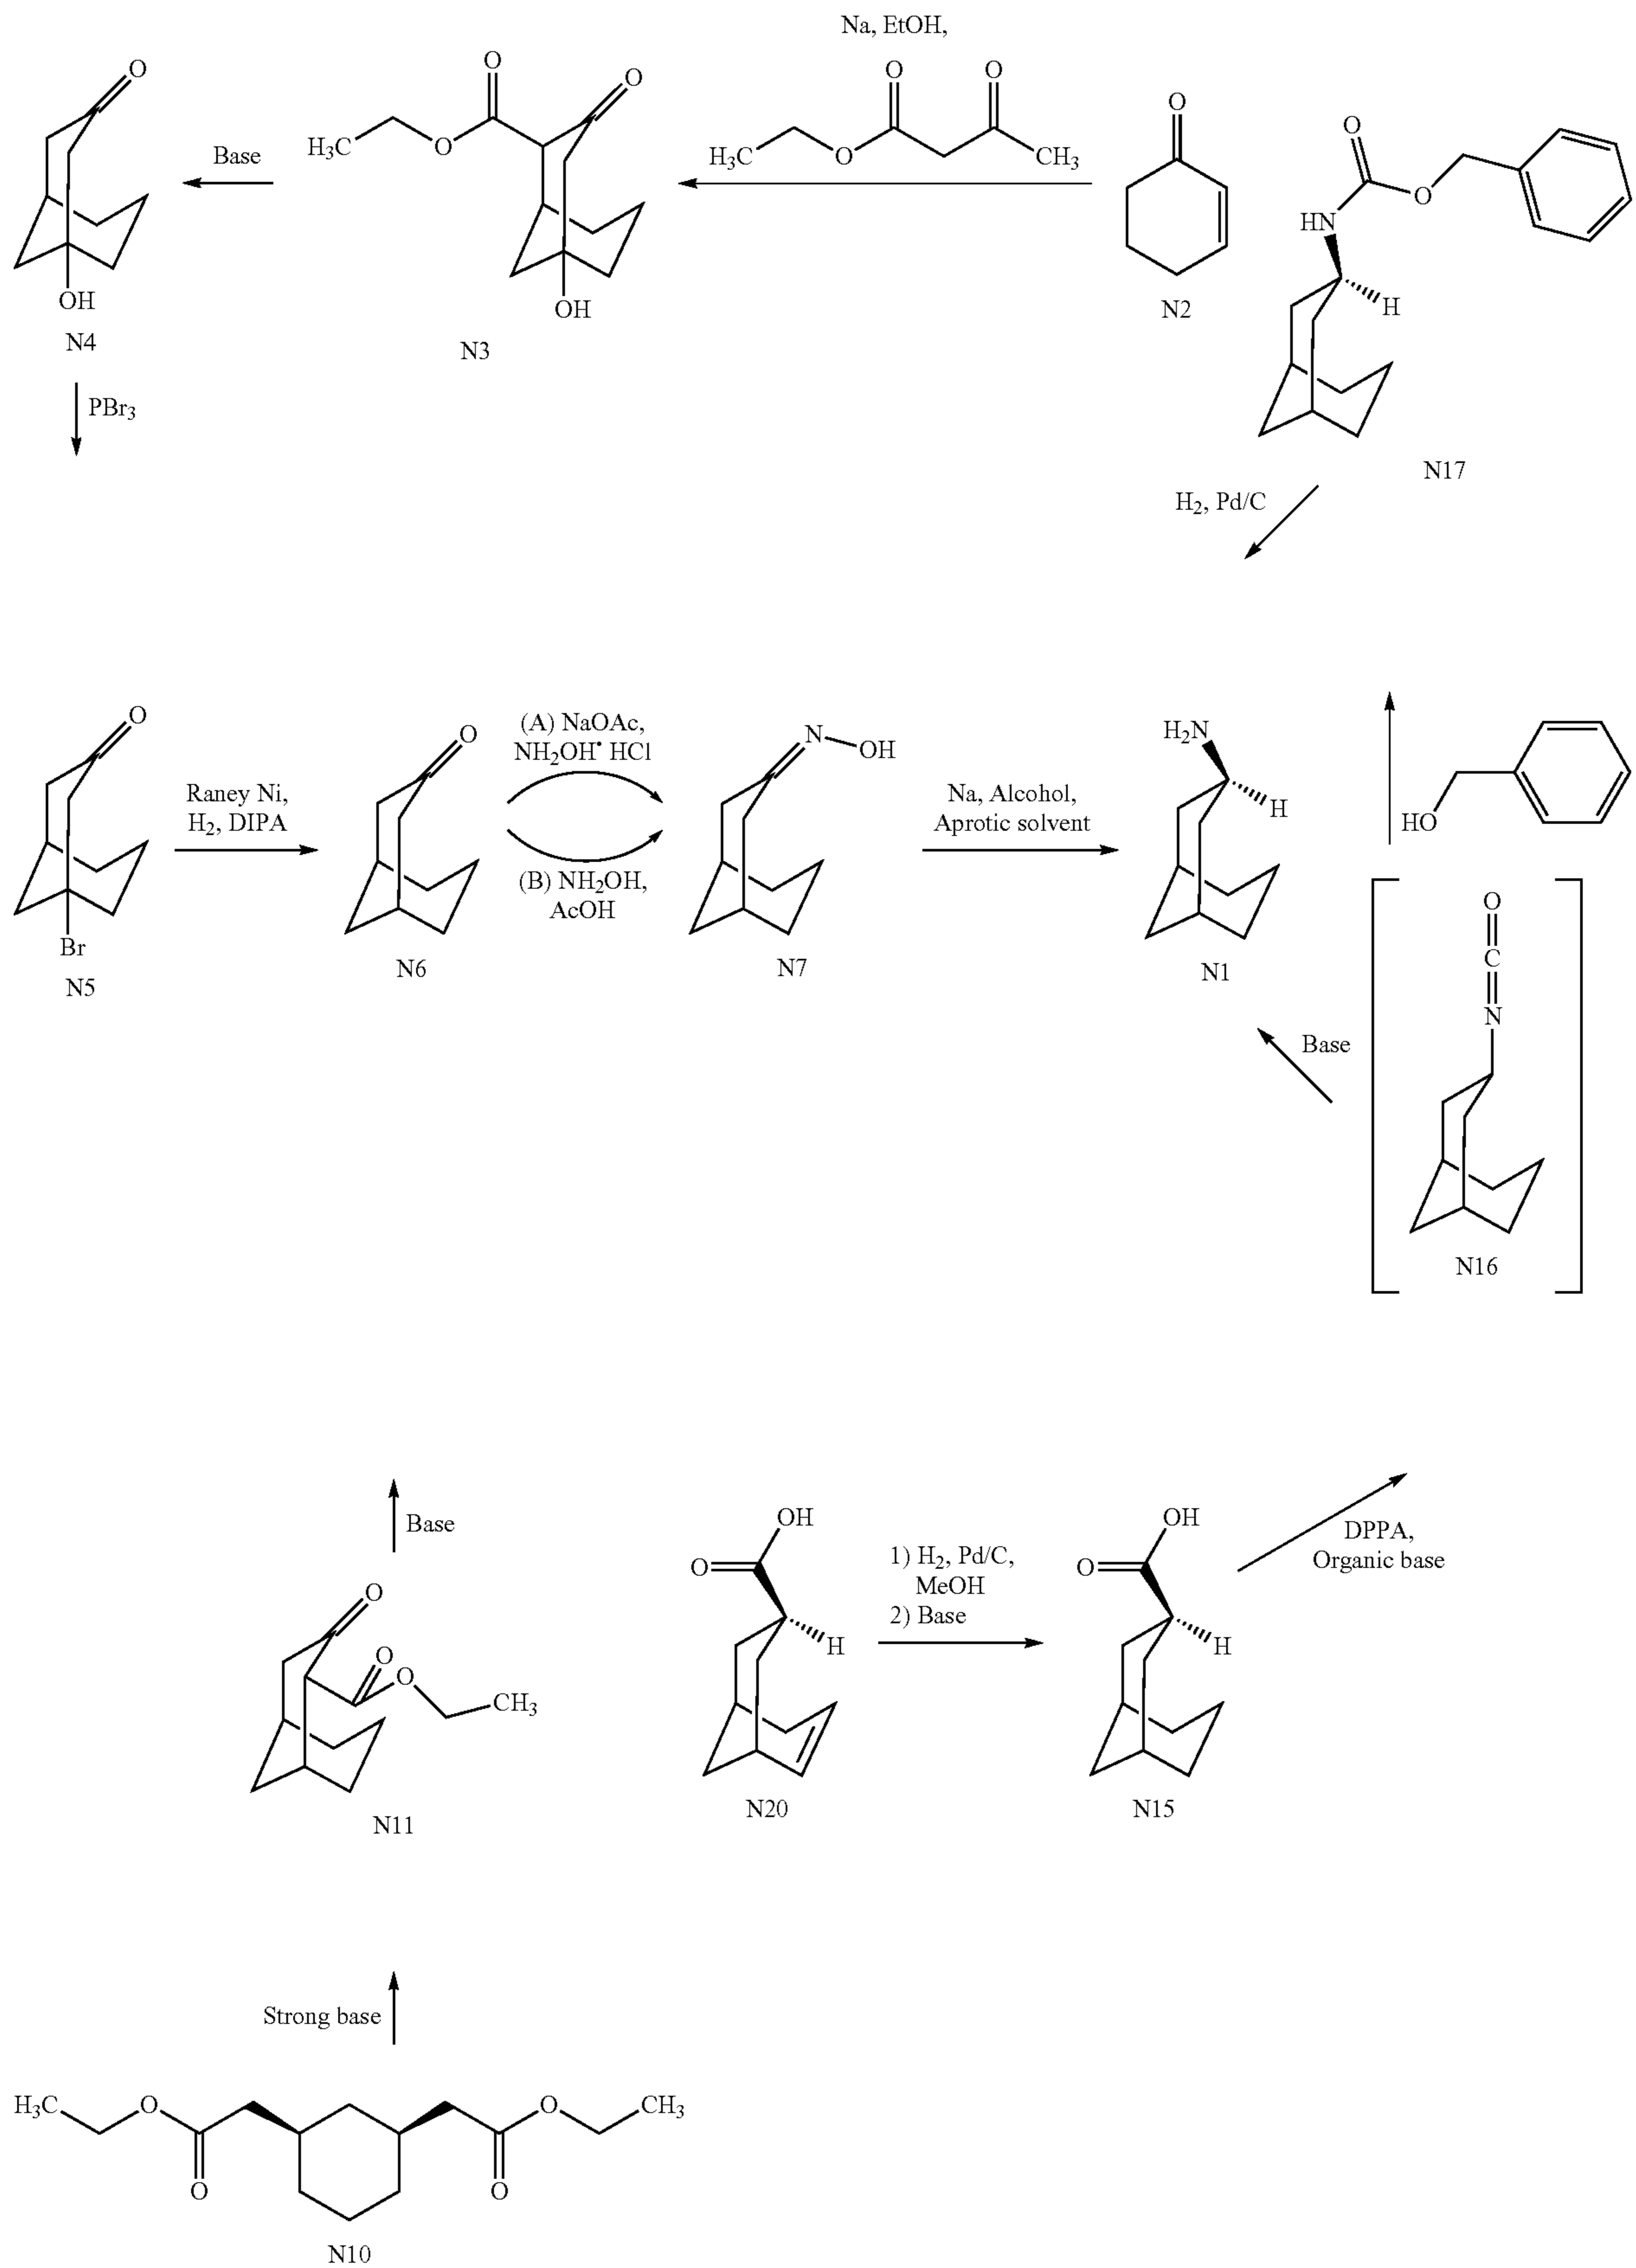 Na, EtOH,
O
O
O
O
O
O
O
H₃C
O
Base
H₃C
O
CH₃
O
HN
OH
OH
N2
N4
N3
N17
PBr₃
H₂, Pd/C
O
O
(A) NaOAc,
NH₂OH• HCl
N
OH
H₂N
Raney Ni,
H₂, DIPA
Na, Alcohol,
Aprotic solvent
H
HO
(B) NH₂OH,
AcOH
O
Br
C
N5
N6
N7
N1
N
Base
N16
OH
OH
Base
O
1) H₂, Pd/C,
MeOH
2) Base
O
DPPA,
Organic base
O
H
H
O
O
CH₃
N20
N15
N11
Strong base
H₃C
O
O
CH₃
O
O
N10